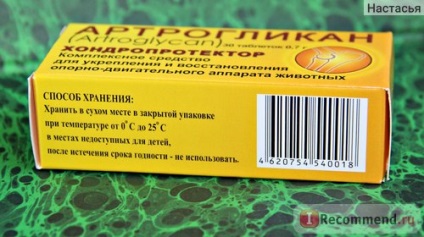 Настасья
АРТРОГЛИКАН
(Artroglycan) 30 таблеток 0,7 г
ХОНДРОПРОТЕКТОР
Комплексное средство
для укрепления и восстановления
опорно-двигательного аппарата животных
СПОСОБ ХРАНЕНИЯ:
Хранить в сухом месте в закрытой упаковке
при температуре от 0°С до 25°С
в местах недоступных для детей,
после истечения срока годности - не использовать.
4 620754 540018
iRecommend.ru